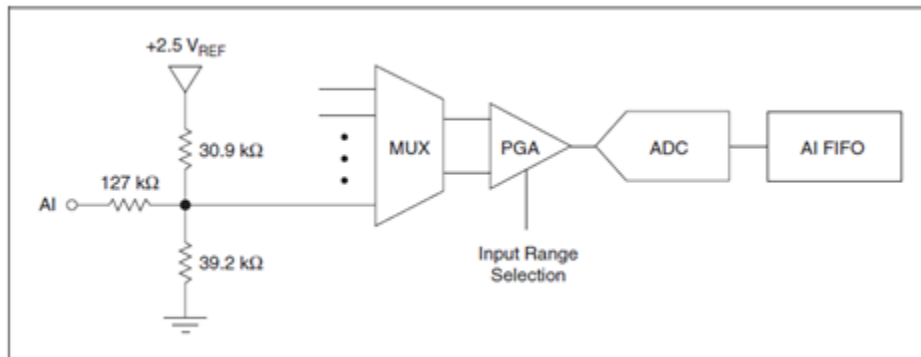 +2.5 V_REF
30.9 kΩ
127 kΩ
AI
39.2 kΩ
MUX
PGA
ADC
AI FIFO
Input Range
Selection